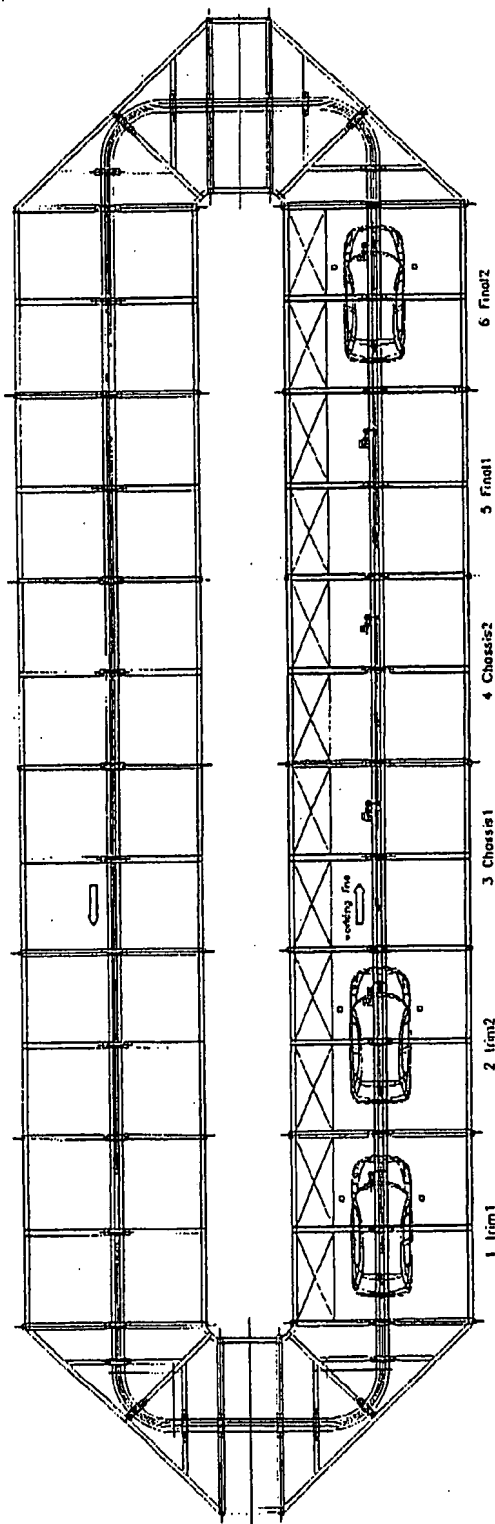 1 Trim1
2 Trim2
3 Chassis1
4 Chassis2
5 Final1
6 Final2
working line